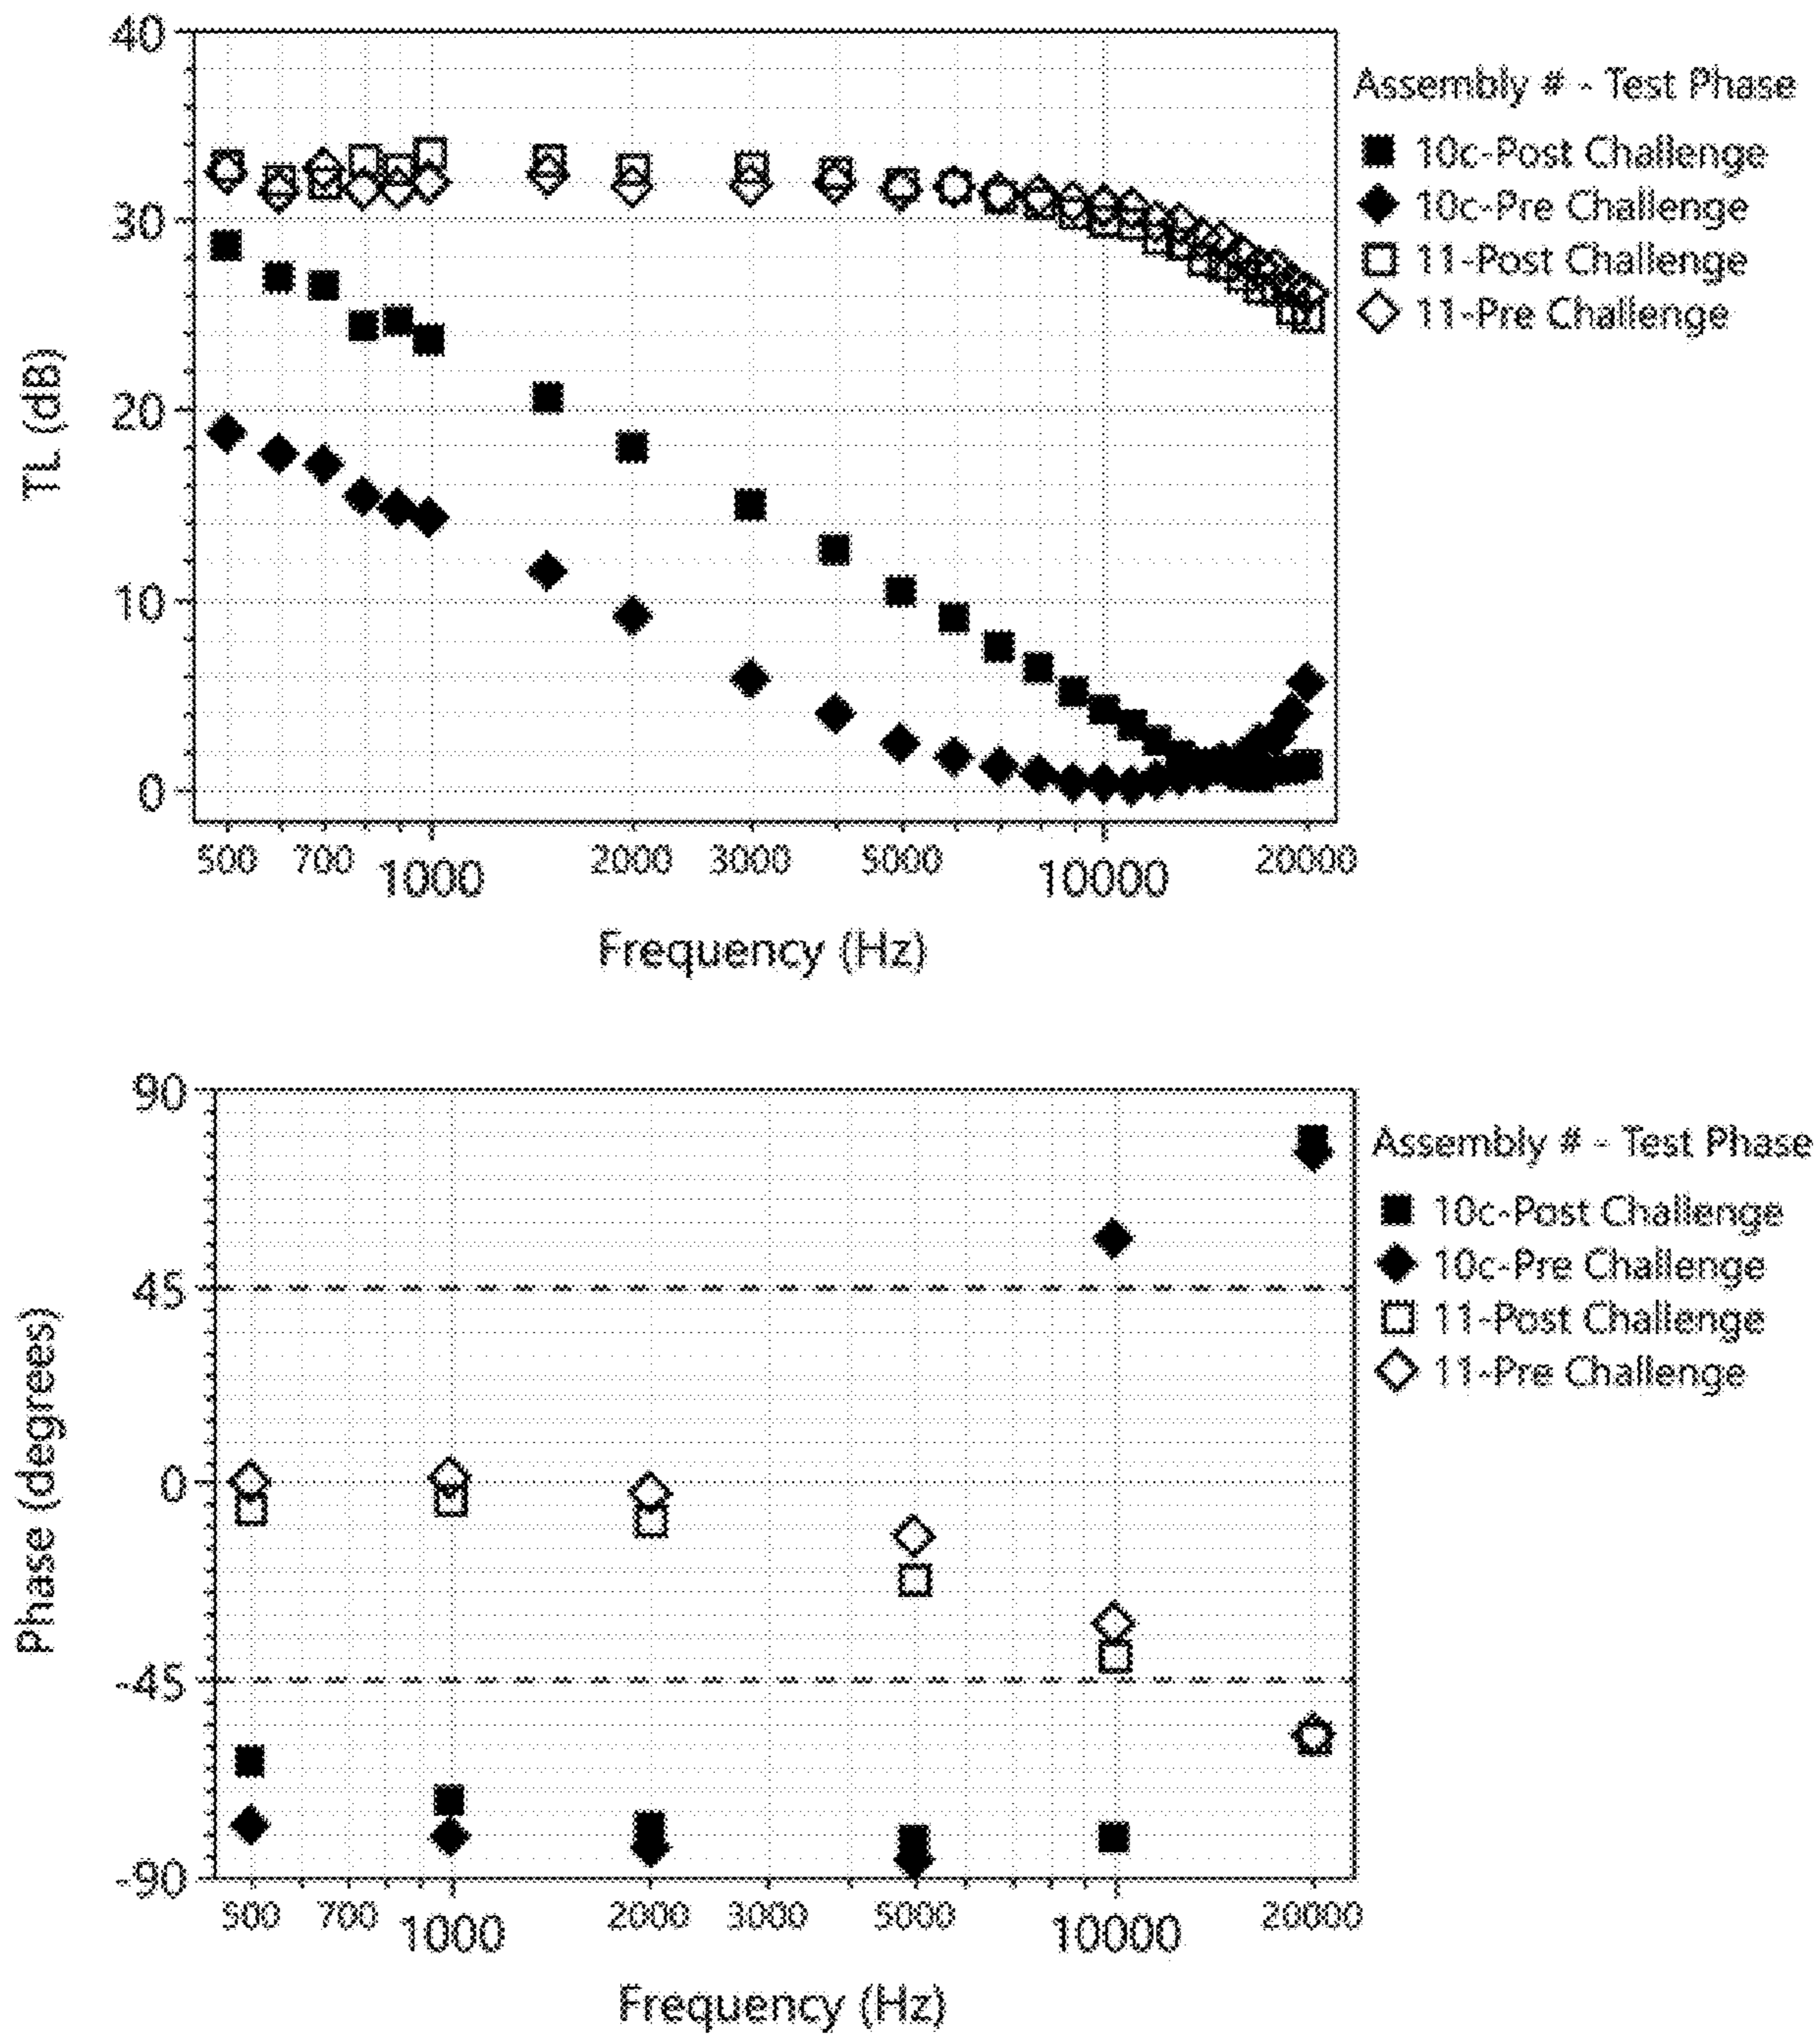 40
30
20
10
0
TL (dB)
500 700 1000 2000 3000 5000 10000 20000
Frequency (Hz)
Assembly # - Test Phase
10c-Post Challenge
10c-Pre Challenge
11-Post Challenge
11-Pre Challenge
90
45
0
-45
-90
Phase (degrees)
500 700 1000 2000 3000 5000 10000 20000
Frequency (Hz)
Assembly # - Test Phase
10c-Post Challenge
10c-Pre Challenge
11-Post Challenge
11-Pre Challenge